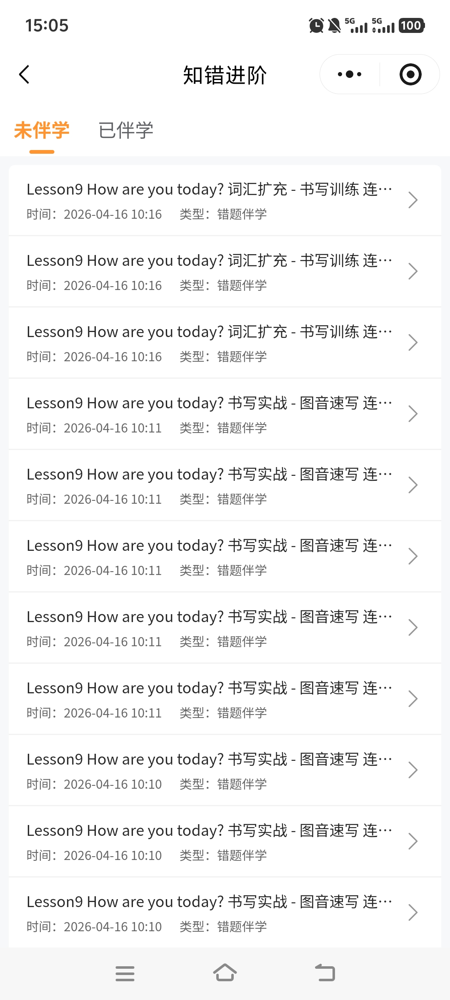 15:05
5G 5G 100
知错进阶
未伴学 已伴学
Lesson9 How are you today? 词汇扩充 - 书写训练 连…
时间：2026-04-16 10:16 类型：错题伴学
Lesson9 How are you today? 词汇扩充 - 书写训练 连…
时间：2026-04-16 10:16 类型：错题伴学
Lesson9 How are you today? 词汇扩充 - 书写训练 连…
时间：2026-04-16 10:16 类型：错题伴学
Lesson9 How are you today? 书写实战 - 图音速写 连…
时间：2026-04-16 10:11 类型：错题伴学
Lesson9 How are you today? 书写实战 - 图音速写 连…
时间：2026-04-16 10:11 类型：错题伴学
Lesson9 How are you today? 书写实战 - 图音速写 连…
时间：2026-04-16 10:11 类型：错题伴学
Lesson9 How are you today? 书写实战 - 图音速写 连…
时间：2026-04-16 10:11 类型：错题伴学
Lesson9 How are you today? 书写实战 - 图音速写 连…
时间：2026-04-16 10:11 类型：错题伴学
Lesson9 How are you today? 书写实战 - 图音速写 连…
时间：2026-04-16 10:10 类型：错题伴学
Lesson9 How are you today? 书写实战 - 图音速写 连…
时间：2026-04-16 10:10 类型：错题伴学
Lesson9 How are you today? 书写实战 - 图音速写 连…
时间：2026-04-16 10:10 类型：错题伴学